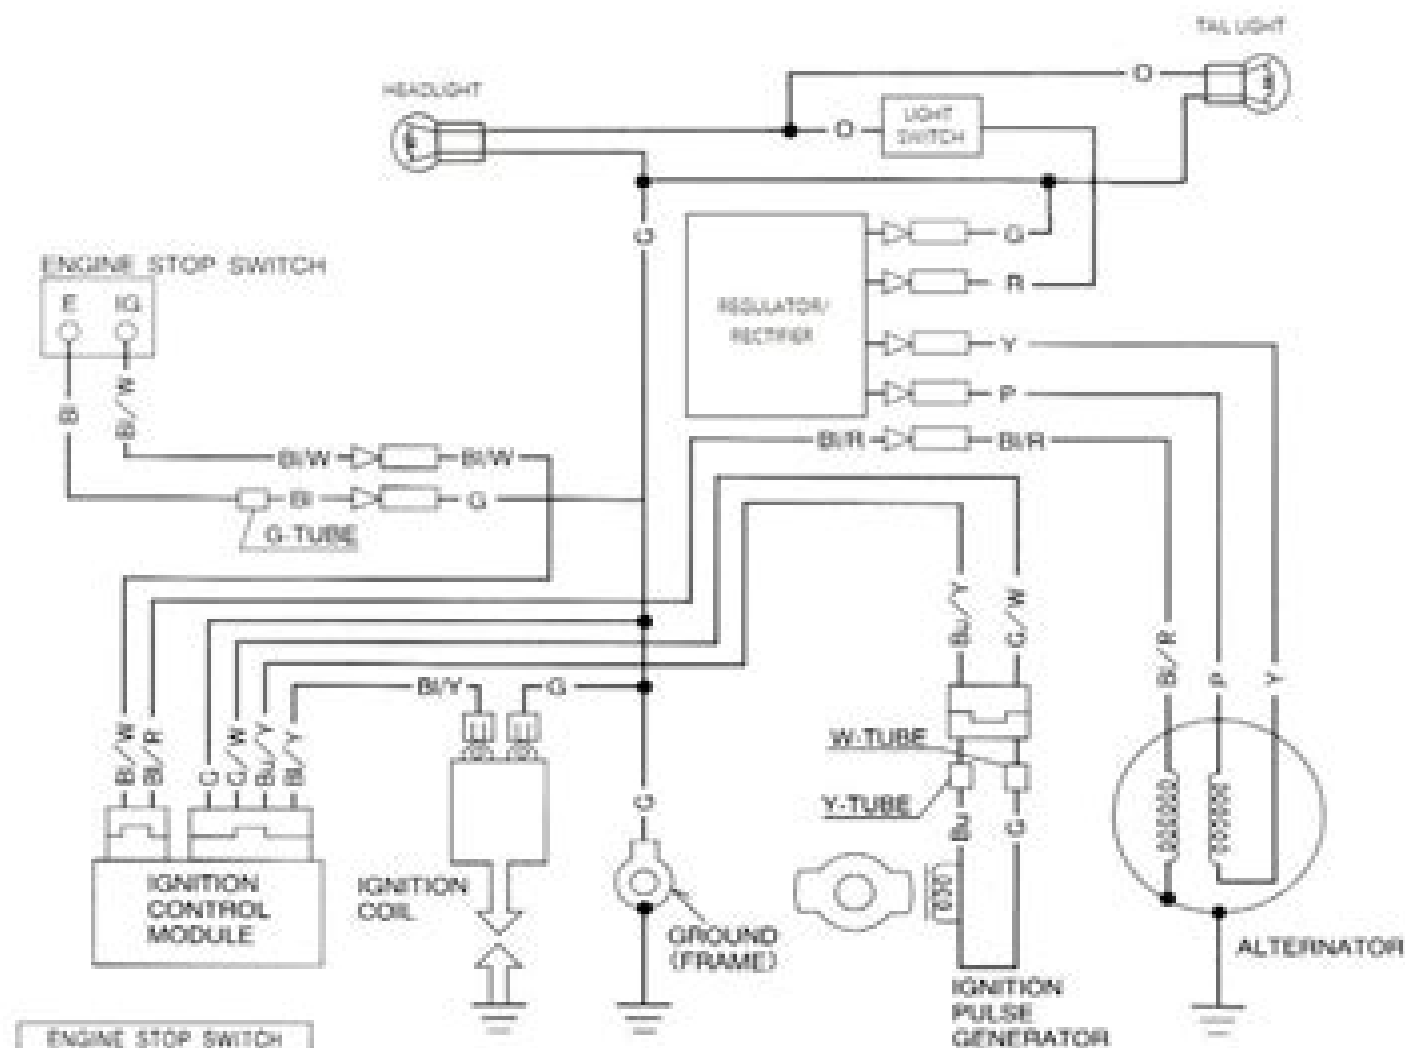 TAIL LIGHT
HEADLIGHT
O
O
LIGHT
SWITCH
G
G
ENGINE STOP SWITCH
E IG
R
REGULATOR/
RECTIFIER
Y
P
Bl
Bl/W
Bl/R
Bl/R
Bl/W
Bl/W
Bl
G
G-TUBE
Bu/Y
G/W
Bl/R
P
Y
Bl/Y
G
Bl/W
Bl/R
G
G/W
Bu/Y
Bl/Y
W-TUBE
Y-TUBE
G
Bu
G
IGNITION
CONTROL
MODULE
IGNITION
COIL
GROUND
(FRAME)
ALTERNATOR
IGNITION
PULSE
GENERATOR
ENGINE STOP SWITCH